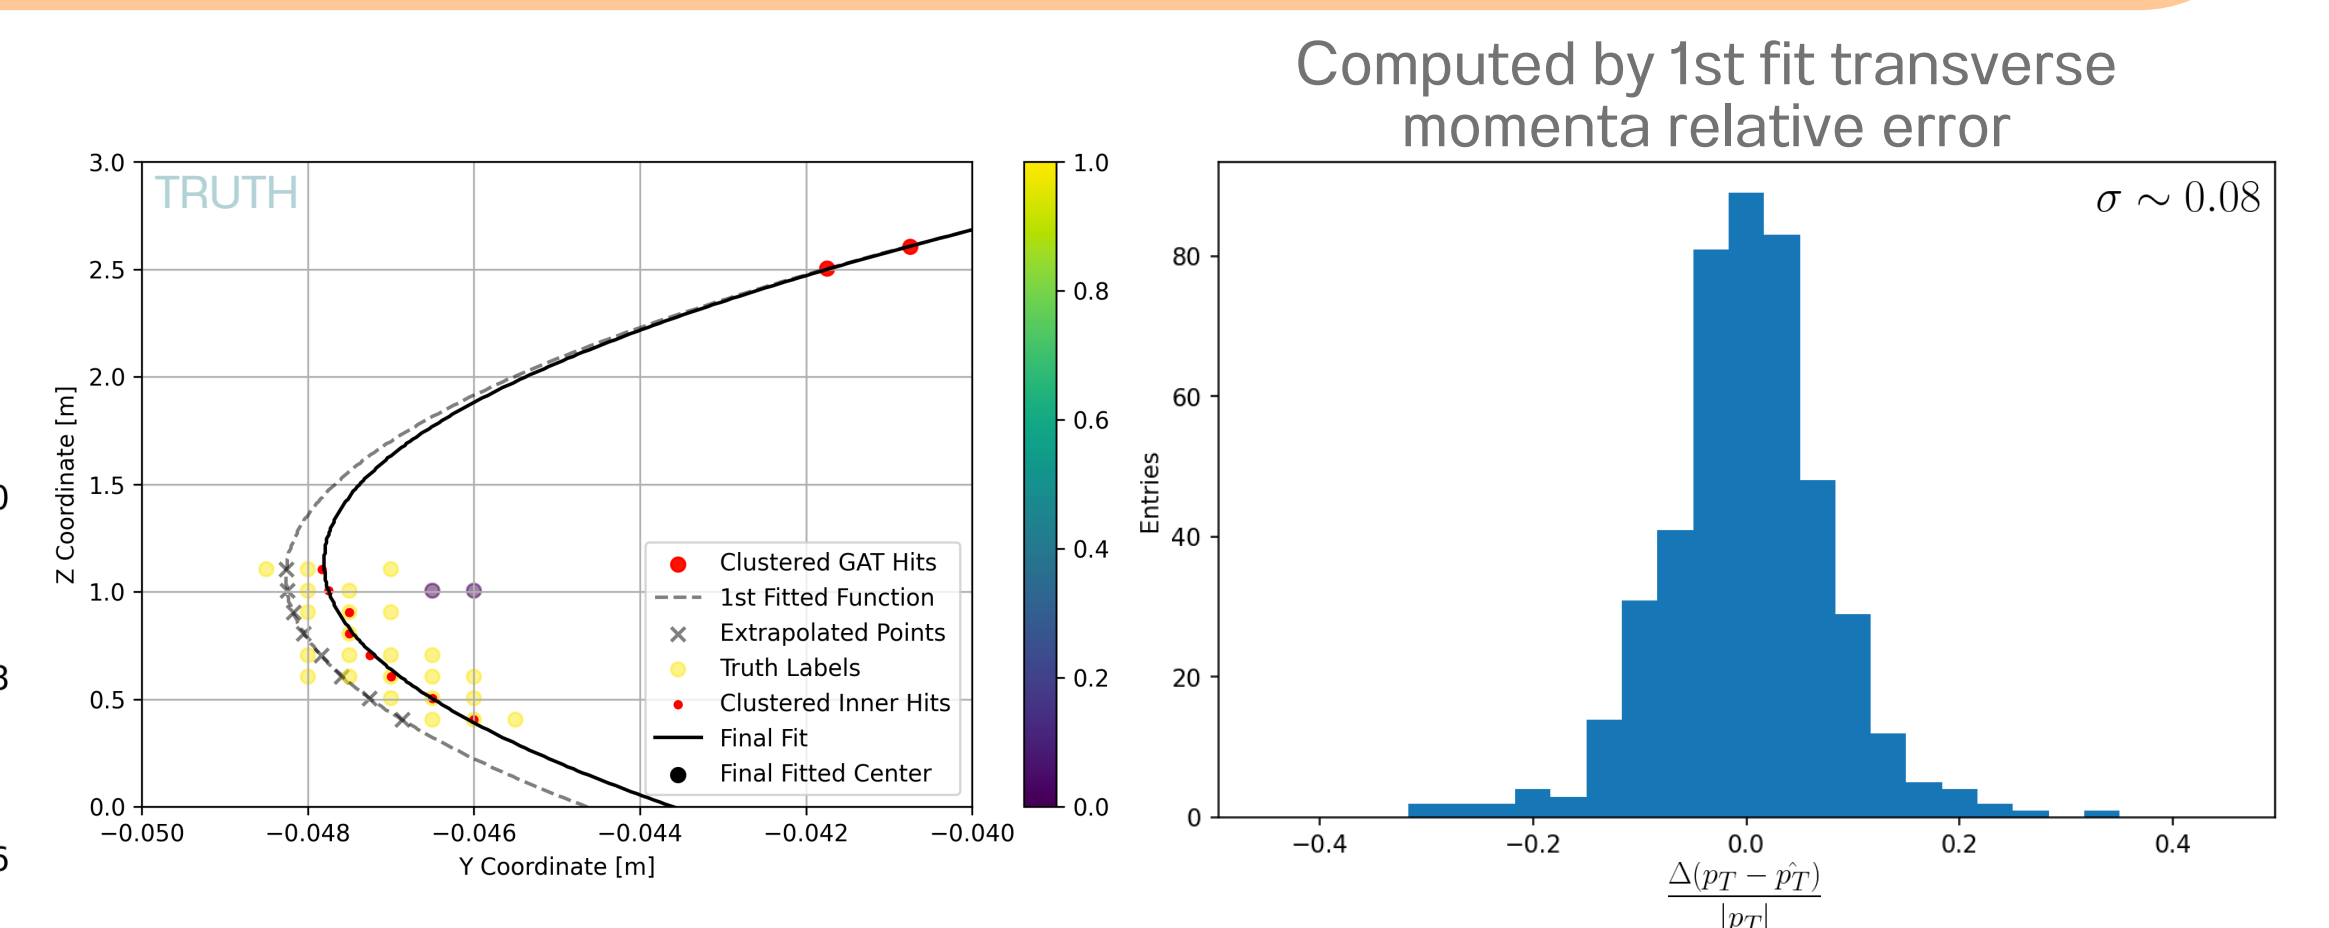 Computed by 1st fit transverse
momenta relative error
TRUTH
3.0
2.5
2.0
1.5
1.0
0.5
0.0
Z Coordinate [m]
−0.050 −0.048 −0.046 −0.044 −0.042 −0.040
Y Coordinate [m]
Clustered GAT Hits
1st Fitted Function
Extrapolated Points
Truth Labels
Clustered Inner Hits
Final Fit
Final Fitted Center
1.0
0.8
0.6
0.4
0.2
0.0
σ ∼ 0.08
80
60
40
20
0
Entries
−0.4 −0.2 0.0 0.2 0.4
Δ(p_T − p̂_T)
|p_T|